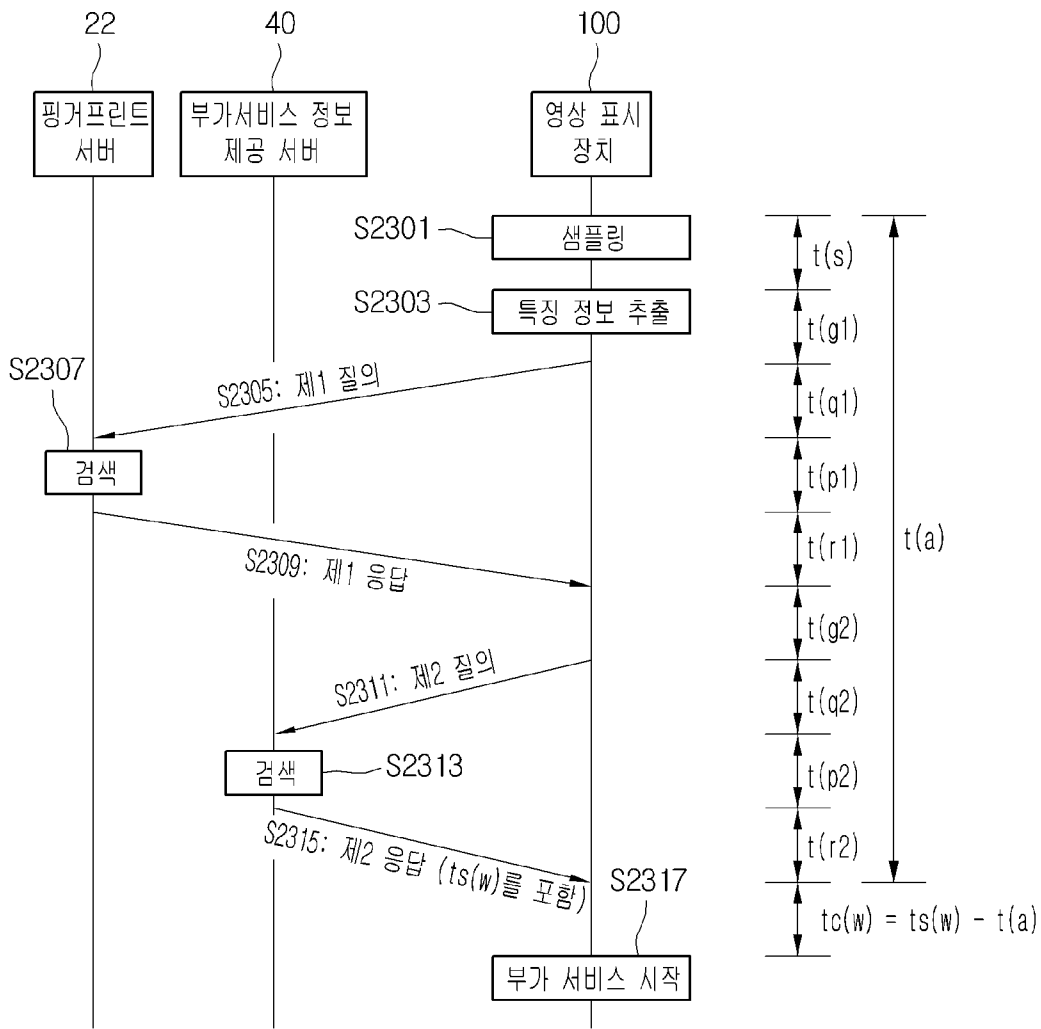 22
40
100
핑거프린트
서버
부가서비스 정보
제공 서버
영상 표시
장치
S2301
샘플링
t(s)
S2303
특징 정보 추출
t(g1)
S2307
S2305: 제1 질의
t(q1)
검색
t(p1)
S2309: 제1 응답
t(r1)
t(a)
t(g2)
S2311: 제2 질의
t(q2)
검색
S2313
t(p2)
S2315: 제2 응답 (ts(w)를 포함)
t(r2)
S2317
tc(w) = ts(w) - t(a)
부가 서비스 시작